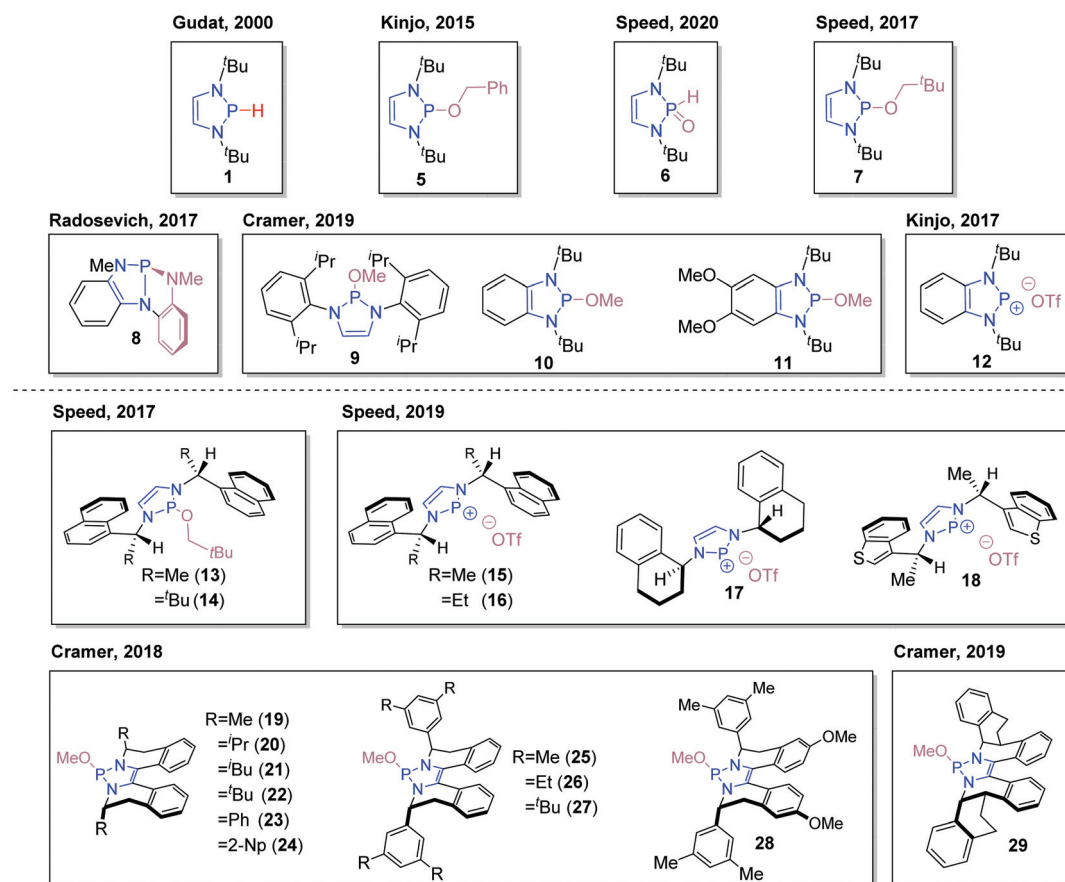 Gudat, 2000
Kinjo, 2015
Speed, 2020
Speed, 2017
tBu
N
P-H
N
tBu
1
tBu
N
P-O
Ph
N
tBu
5
tBu
N
H
P
O
N
tBu
6
tBu
N
P-O
tBu
N
tBu
7
Radosevich, 2017
Cramer, 2019
Kinjo, 2017
MeN
P
NMe
N
8
iPr
OMe
iPr
P
N
N
iPr
iPr
9
tBu
N
P-OMe
N
tBu
10
tBu
MeO
N
P-OMe
MeO
N
tBu
11
tBu
N
P
⊕
⊖
OTf
N
tBu
12
Speed, 2017
Speed, 2019
R
H
N
P
O
N
H
R
tBu
R=Me (13)
=tBu (14)
R
H
N
P
⊕
⊖
OTf
N
H
R
R=Me (15)
=Et (16)
H
N
N
P
⊕
⊖
OTf
H
17
Me
H
N
P
⊕
⊖
OTf
N
S
S
H
Me
18
Cramer, 2018
Cramer, 2019
R
MeO
N
P
N
R
R=Me (19)
=iPr (20)
=iBu (21)
=tBu (22)
=Ph (23)
=2-Np (24)
R
R
MeO
N
P
N
R
R
R=Me (25)
=Et (26)
=tBu (27)
Me
Me
OMe
MeO
N
P
N
OMe
Me
Me
28
MeO
N
P
N
29